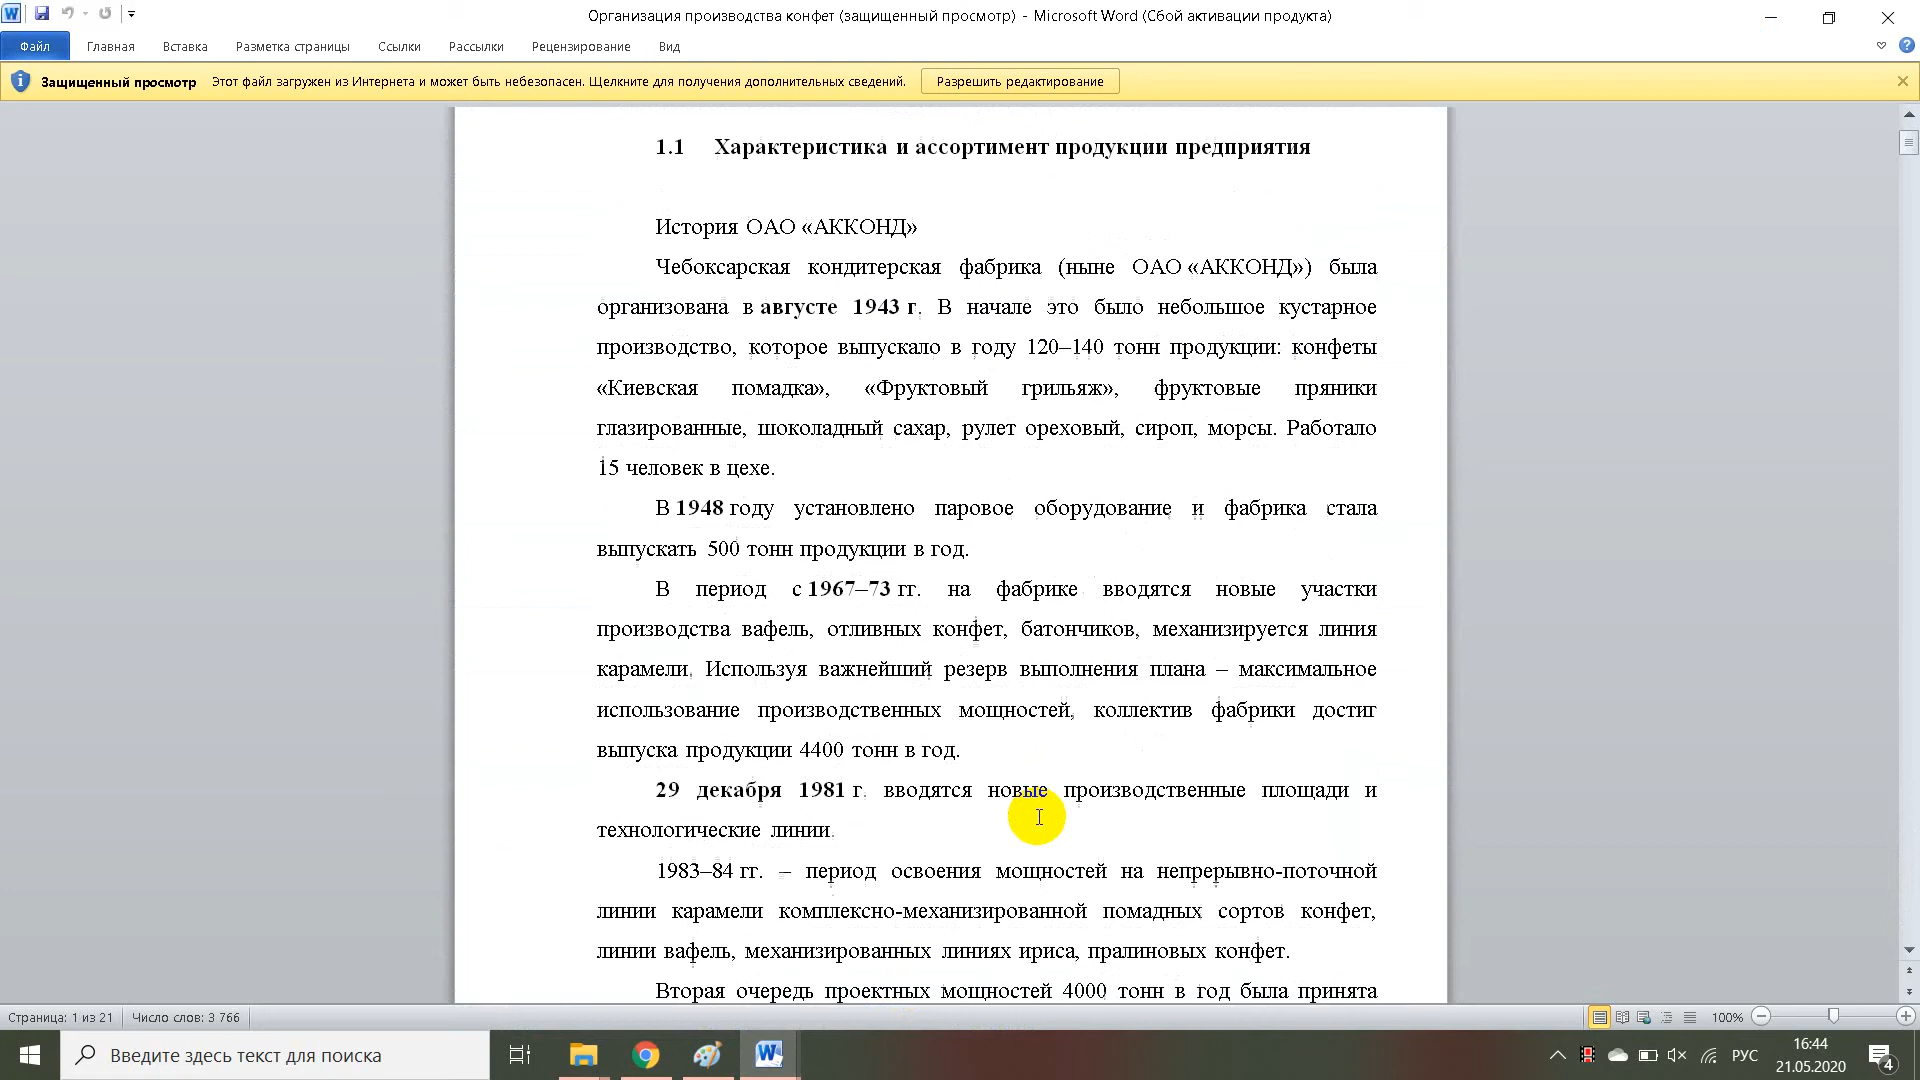 Организация производства конфет (защищенный просмотр) - Microsoft Word (Сбой активации продукта)
Файл Главная Вставка Разметка страницы Ссылки Рассылки Рецензирование Вид
Защищенный просмотр Этот файл загружен из Интернета и может быть небезопасен. Щелкните для получения дополнительных сведений. Разрешить редактирование
1.1 Характеристика и ассортимент продукции предприятия
История ОАО «АККОНД»
Чебоксарская кондитерская фабрика (ныне ОАО «АККОНД») была
организована в августе 1943 г. В начале это было небольшое кустарное
производство, которое выпускало в году 120–140 тонн продукции: конфеты
«Киевская помадка», «Фруктовый грильяж», фруктовые пряники
глазированные, шоколадный сахар, рулет ореховый, сироп, морсы. Работало
15 человек в цехе.
В 1948 году установлено паровое оборудование и фабрика стала
выпускать 500 тонн продукции в год.
В период с 1967–73 гг. на фабрике вводятся новые участки
производства вафель, отливных конфет, батончиков, механизируется линия
карамели. Используя важнейший резерв выполнения плана – максимальное
использование производственных мощностей, коллектив фабрики достиг
выпуска продукции 4400 тонн в год.
29 декабря 1981 г. вводятся новые производственные площади и
технологические линии.
1983–84 гг. – период освоения мощностей на непрерывно-поточной
линии карамели комплексно-механизированной помадных сортов конфет,
линии вафель, механизированных линиях ириса, пралиновых конфет.
Вторая очередь проектных мощностей 4000 тонн в год была принята
Страница: 1 из 21 Число слов: 3 766 100%
Введите здесь текст для поиска РУС 16:44
21.05.2020 4